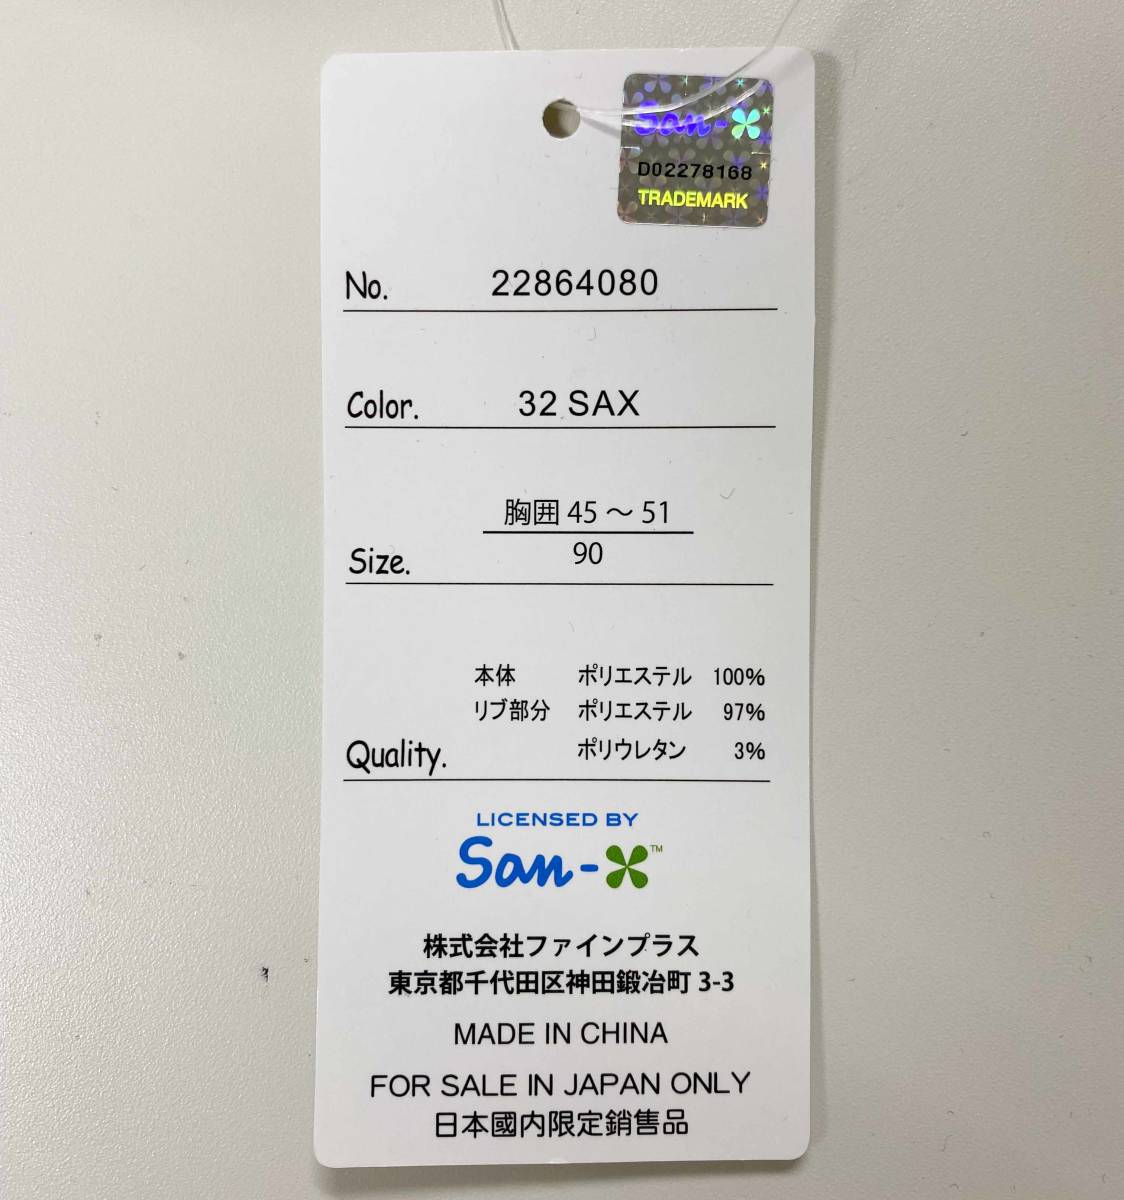 San-X
D02278168
TRADEMARK
No. 22864080
Color. 32 SAX
胸囲 45 ～ 51
Size. 90
本体 ポリエステル 100%
リブ部分 ポリエステル 97%
Quality. ポリウレタン 3%
LICENSED BY
San-X™
株式会社ファインプラス
東京都千代田区神田鍛冶町 3-3
MADE IN CHINA
FOR SALE IN JAPAN ONLY
日本國内限定銷售品